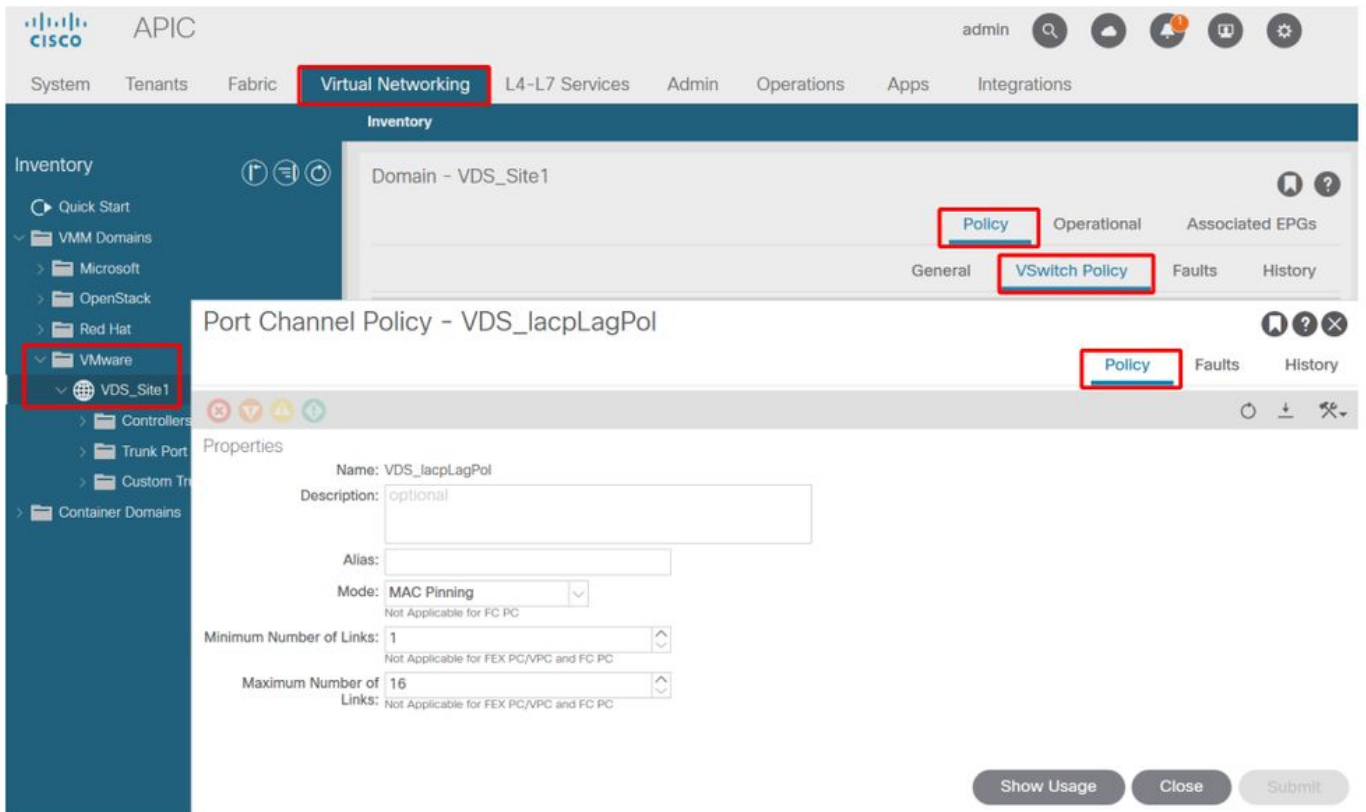 CISCO
APIC
admin
1
System Tenants Fabric Virtual Networking L4-L7 Services Admin Operations Apps Integrations
Inventory
Inventory
Quick Start
VMM Domains
Microsoft
OpenStack
Red Hat
VMware
VDS_Site1
Controllers
Trunk Port
Custom Tr
Container Domains
Domain - VDS_Site1
Policy Operational Associated EPGs
General VSwitch Policy Faults History
Port Channel Policy - VDS_lacpLagPol
Policy Faults History
Properties
Name: VDS_lacpLagPol
Description: optional
Alias:
Mode: MAC Pinning
Not Applicable for FC PC
Minimum Number of Links: 1
Not Applicable for FEX PC/VPC and FC PC
Maximum Number of 16
Links: Not Applicable for FEX PC/VPC and FC PC
Show Usage Close Submit